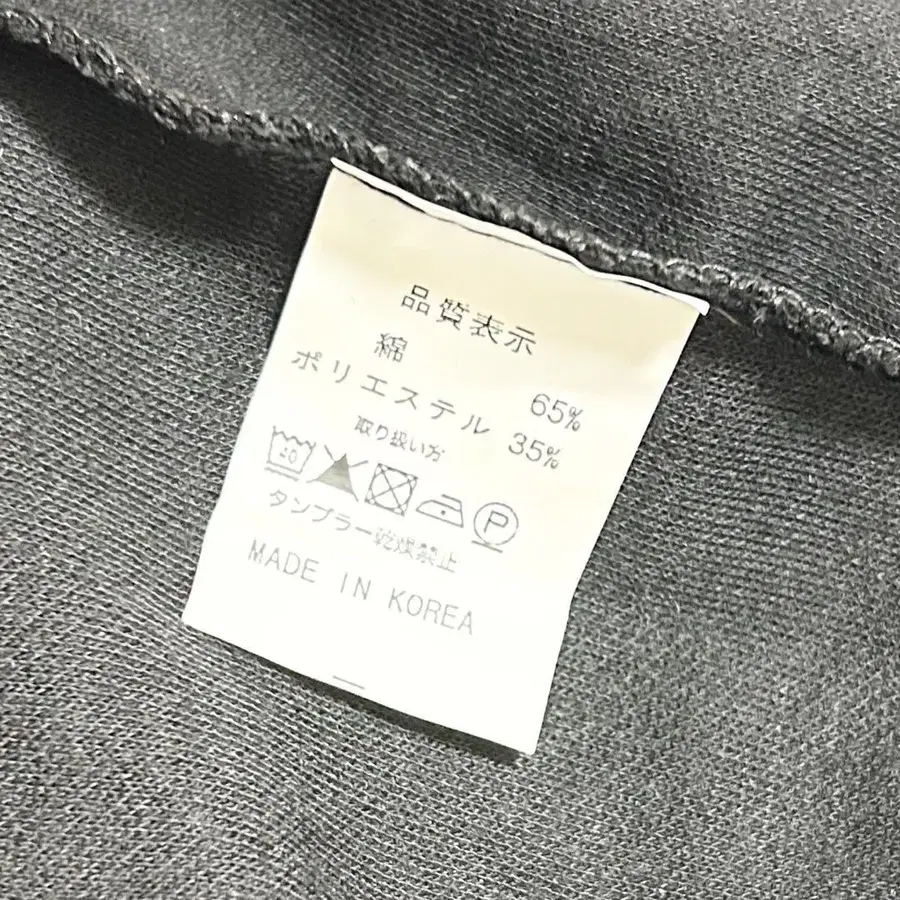 品質表示
綿 65%
ポリエステル 35%
取り扱い方
P
タンブラー乾燥禁止
MADE IN KOREA